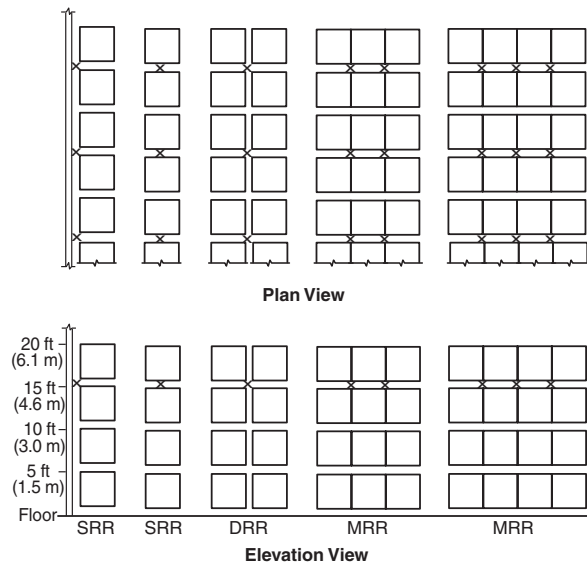 Plan View
20 ft
(6.1 m)
15 ft
(4.6 m)
10 ft
(3.0 m)
5 ft
(1.5 m)
Floor
SRR SRR DRR MRR MRR
Elevation View